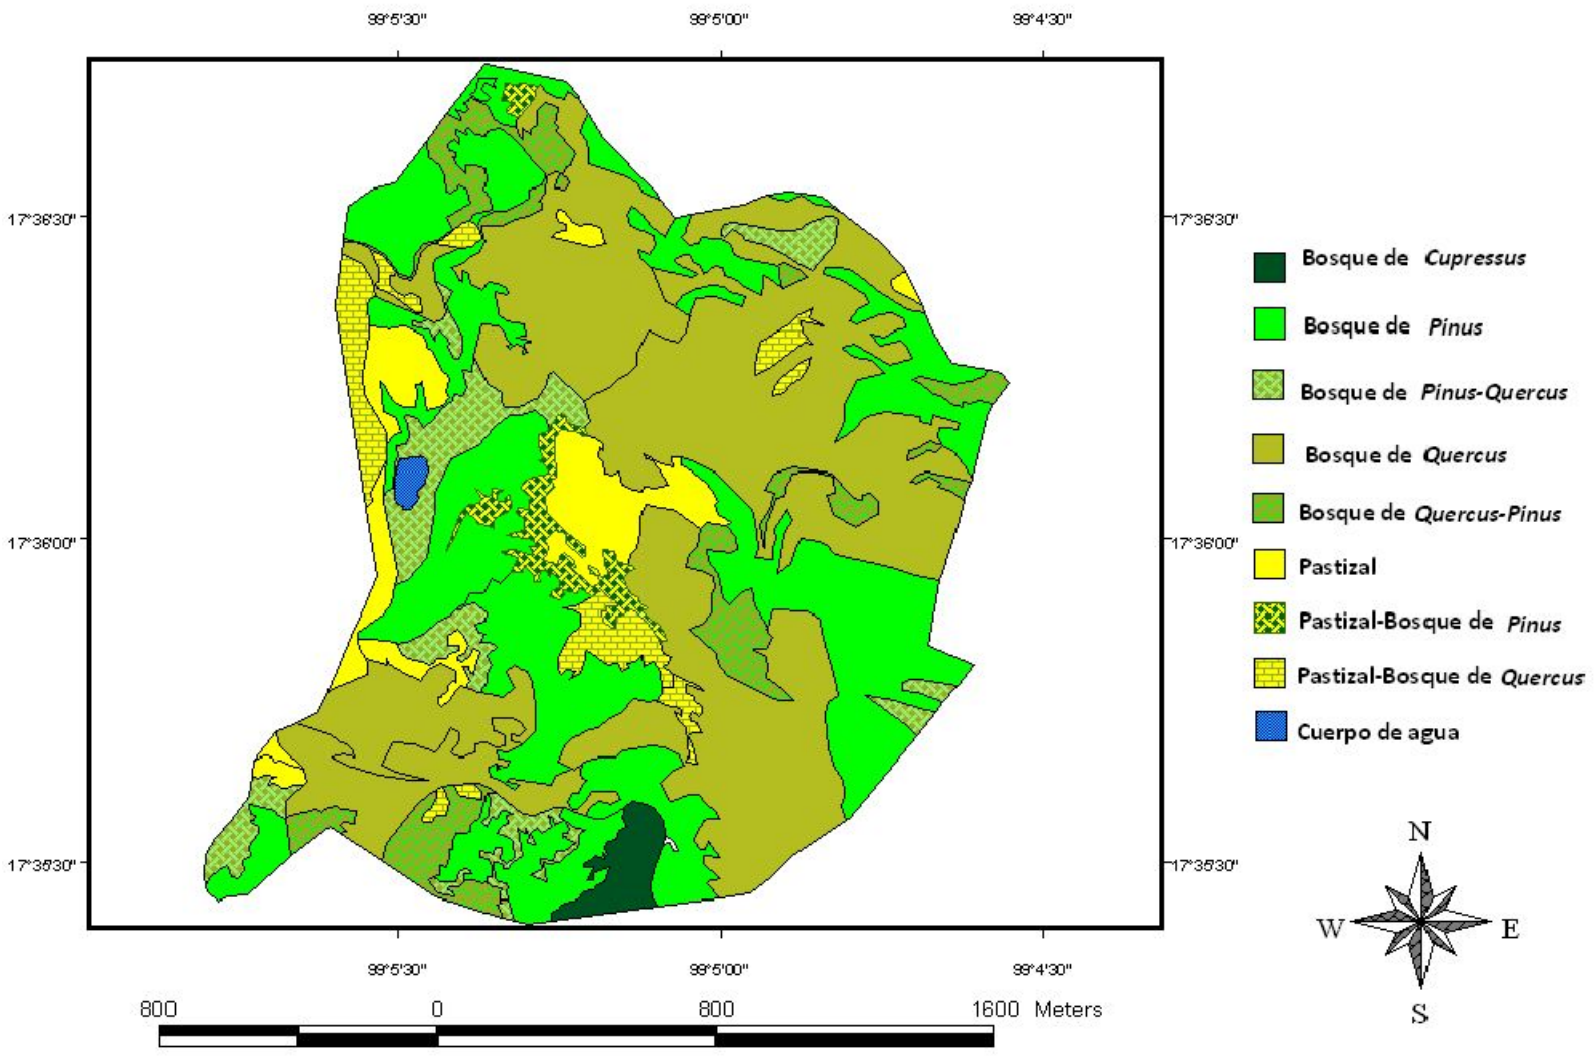 99°5'30" 99°5'00" 99°4'30"
17°36'30" 17°36'30"
Bosque de Cupressus
Bosque de Pinus
Bosque de Pinus-Quercus
Bosque de Quercus
Bosque de Quercus-Pinus
17°36'00" 17°36'00"
Pastizal
Pastizal-Bosque de Pinus
Pastizal-Bosque de Quercus
Cuerpo de agua
N
17°35'30" 17°35'30"
W E
S
99°5'30" 99°5'00" 99°4'30"
800 0 800 1600 Meters